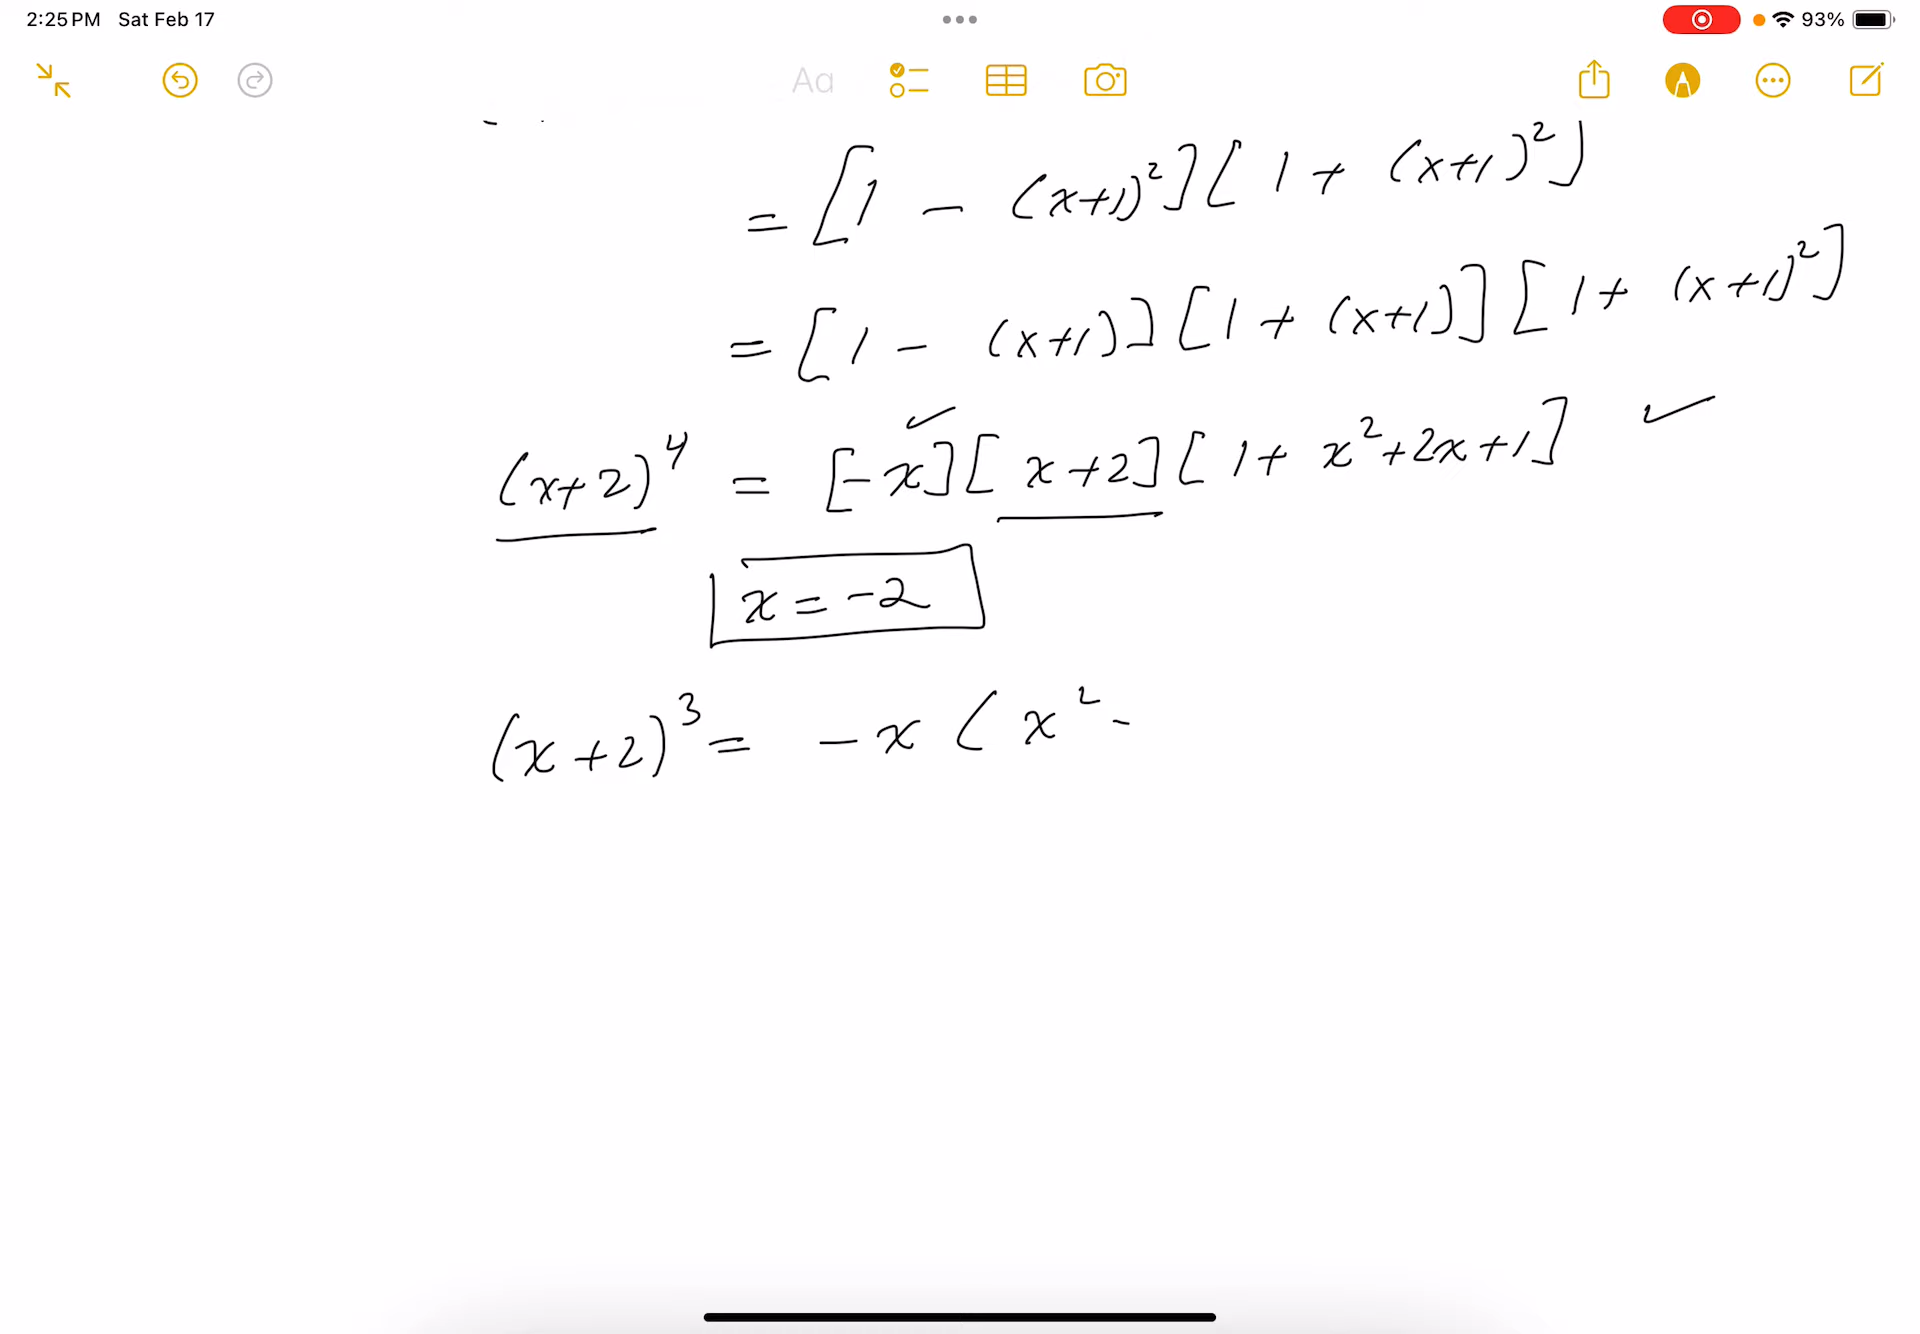 2:25 PM Sat Feb 17 93%
Aa
= [1 - (x+1)²][1 + (x+1)²]
= [1 - (x+1)][1 + (x+1)][1 + (x+1)²]
(x+2)⁴ = [-x][x+2][1 + x²+2x+1]
x = -2
(x+2)³ = -x ( x² -